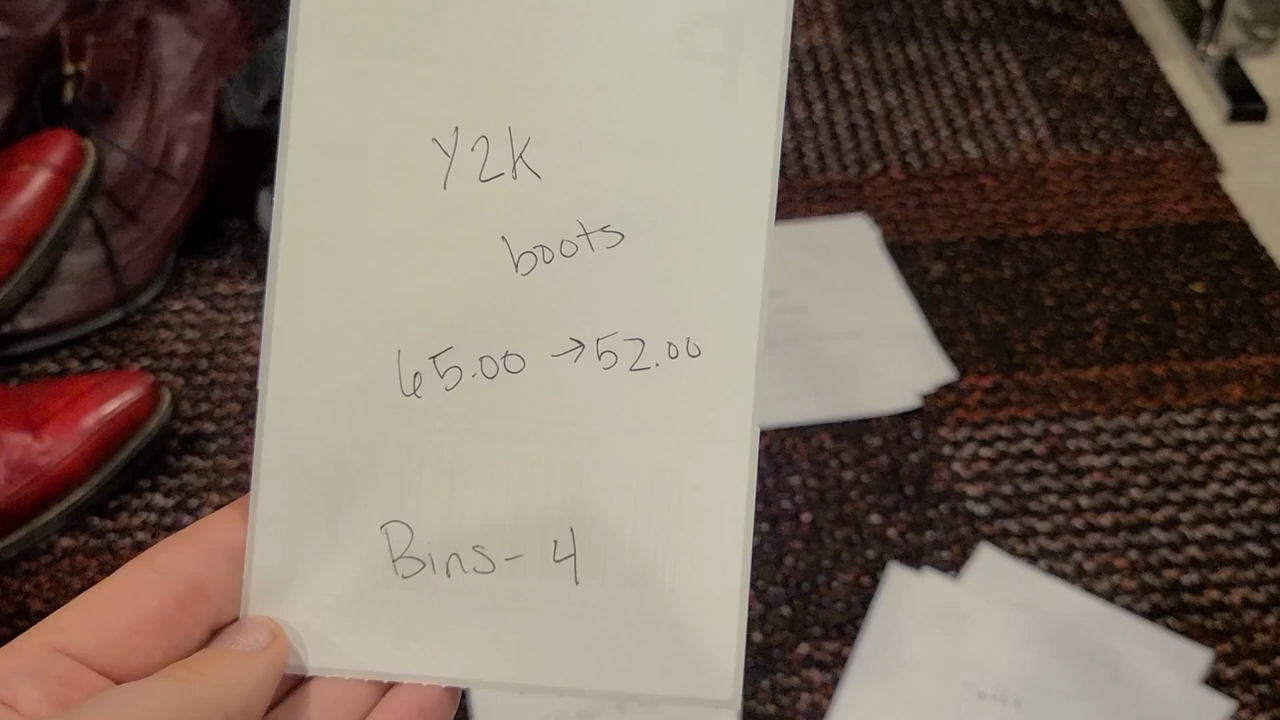 Y2K
boots
65.00 → 52.00
Bins - 4